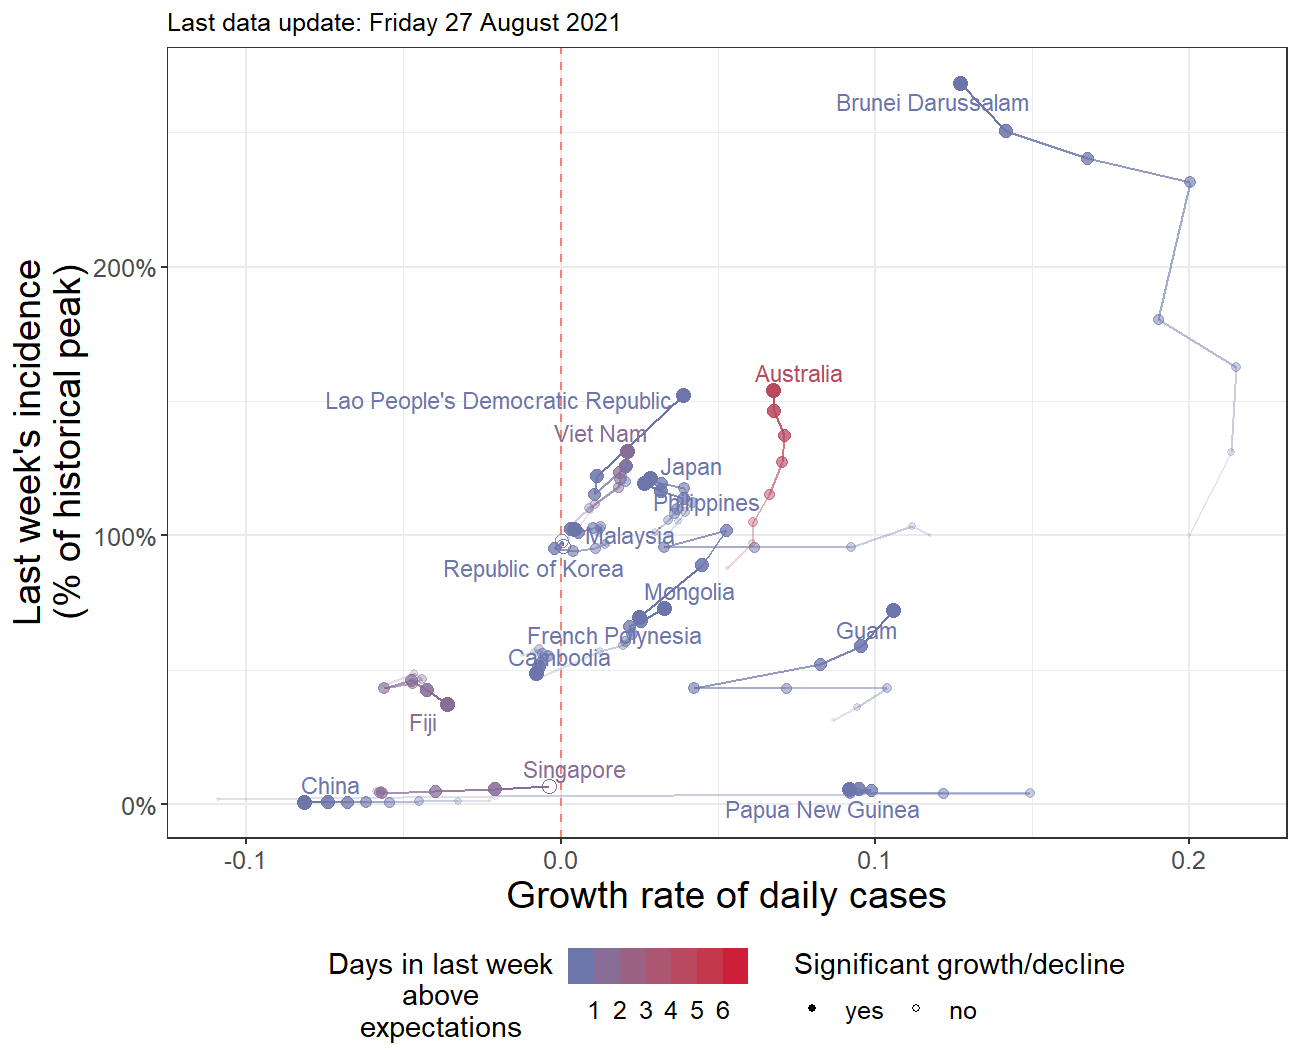 Last data update: Friday 27 August 2021
Last week's incidence
(% of historical peak)
200%
100%
0%
Brunei Darussalam
Australia
Lao People's Democratic Republic
Viet Nam
Japan
Philippines
Malaysia
Republic of Korea
Mongolia
French Polynesia
Guam
Cambodia
Fiji
Singapore
China
Papua New Guinea
-0.1 0.0 0.1 0.2
Growth rate of daily cases
Days in last week
above
expectations
1 2 3 4 5 6
Significant growth/decline
yes no